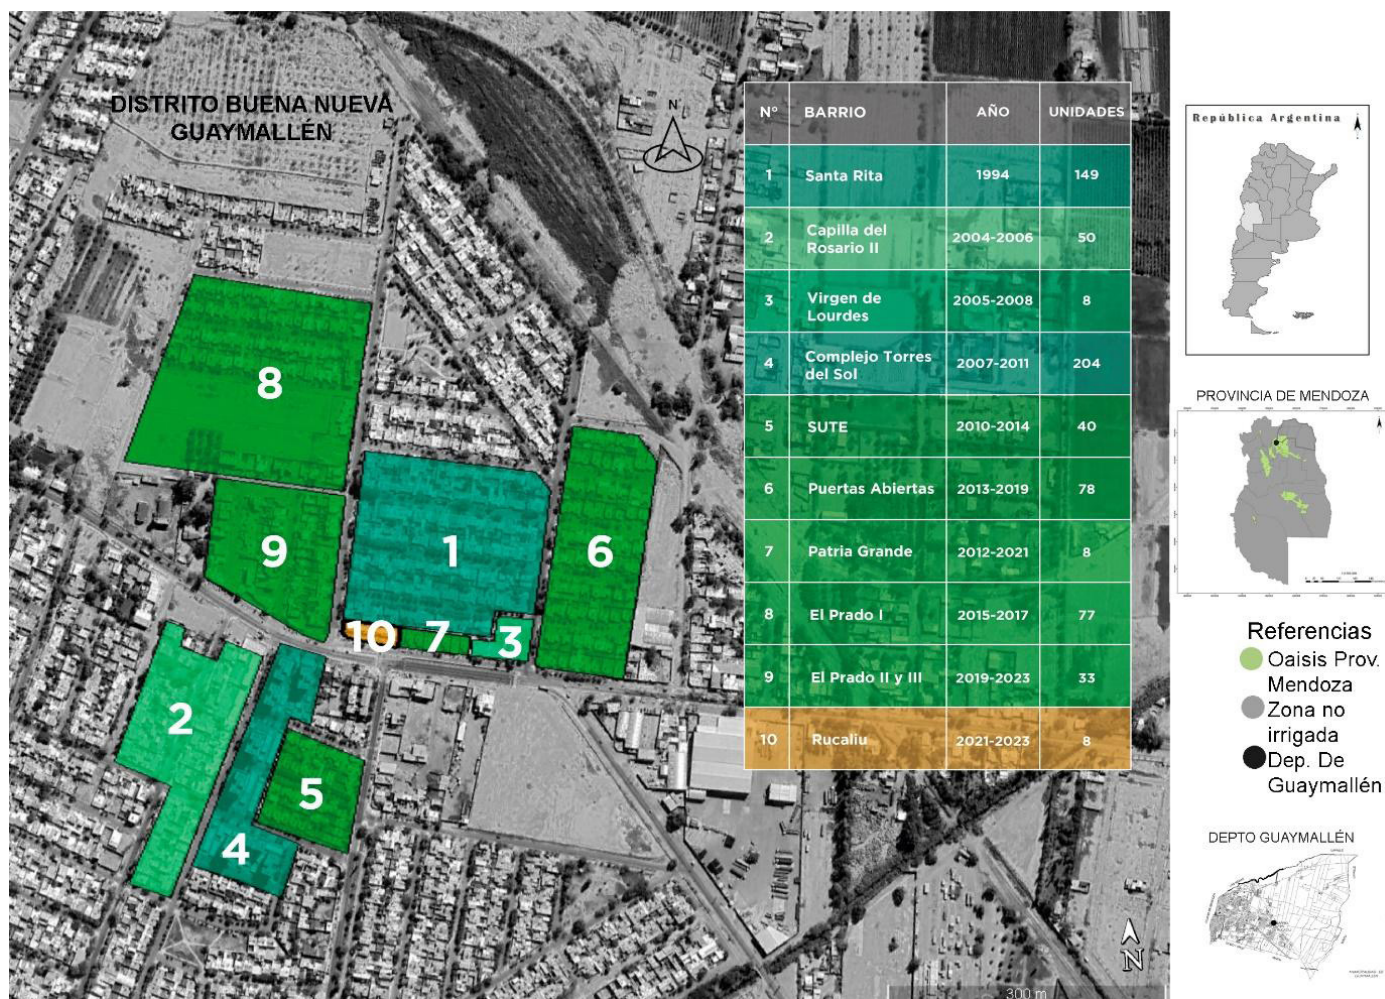 DISTRITO BUENA NUEVA
GUAYMALLÉN
N
8
9
1
6
10
7
3
2
4
5
N° BARRIO AÑO UNIDADES
1 Santa Rita 1994 149
2 Capilla del
Rosario II 2004-2006 50
3 Virgen de
Lourdes 2005-2008 8
4 Complejo Torres
del Sol 2007-2011 204
5 SUTE 2010-2014 40
6 Puertas Abiertas 2013-2019 78
7 Patria Grande 2012-2021 8
8 El Prado I 2015-2017 77
9 El Prado II y III 2019-2023 33
10 Rucaliu 2021-2023 8
N
300 m
República Argentina
PROVINCIA DE MENDOZA
Referencias
Oaisis Prov.
Mendoza
Zona no
irrigada
Dep. De
Guaymallén
DEPTO GUAYMALLÉN